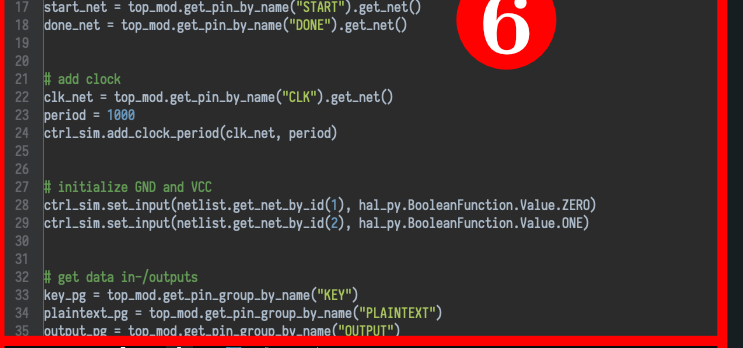 17 start_net = top_mod.get_pin_by_name("START").get_net()
18 done_net = top_mod.get_pin_by_name("DONE").get_net()
6
19
20
21 # add clock
22 clk_net = top_mod.get_pin_by_name("CLK").get_net()
23 period = 1000
24 ctrl_sim.add_clock_period(clk_net, period)
25
26
27 # initialize GND and VCC
28 ctrl_sim.set_input(netlist.get_net_by_id(1), hal_py.BooleanFunction.Value.ZERO)
29 ctrl_sim.set_input(netlist.get_net_by_id(2), hal_py.BooleanFunction.Value.ONE)
30
31
32 # get data in-/outputs
33 key_pg = top_mod.get_pin_group_by_name("KEY")
34 plaintext_pg = top_mod.get_pin_group_by_name("PLAINTEXT")
35 output_pg = top_mod.get_pin_group_by_name("OUTPUT")